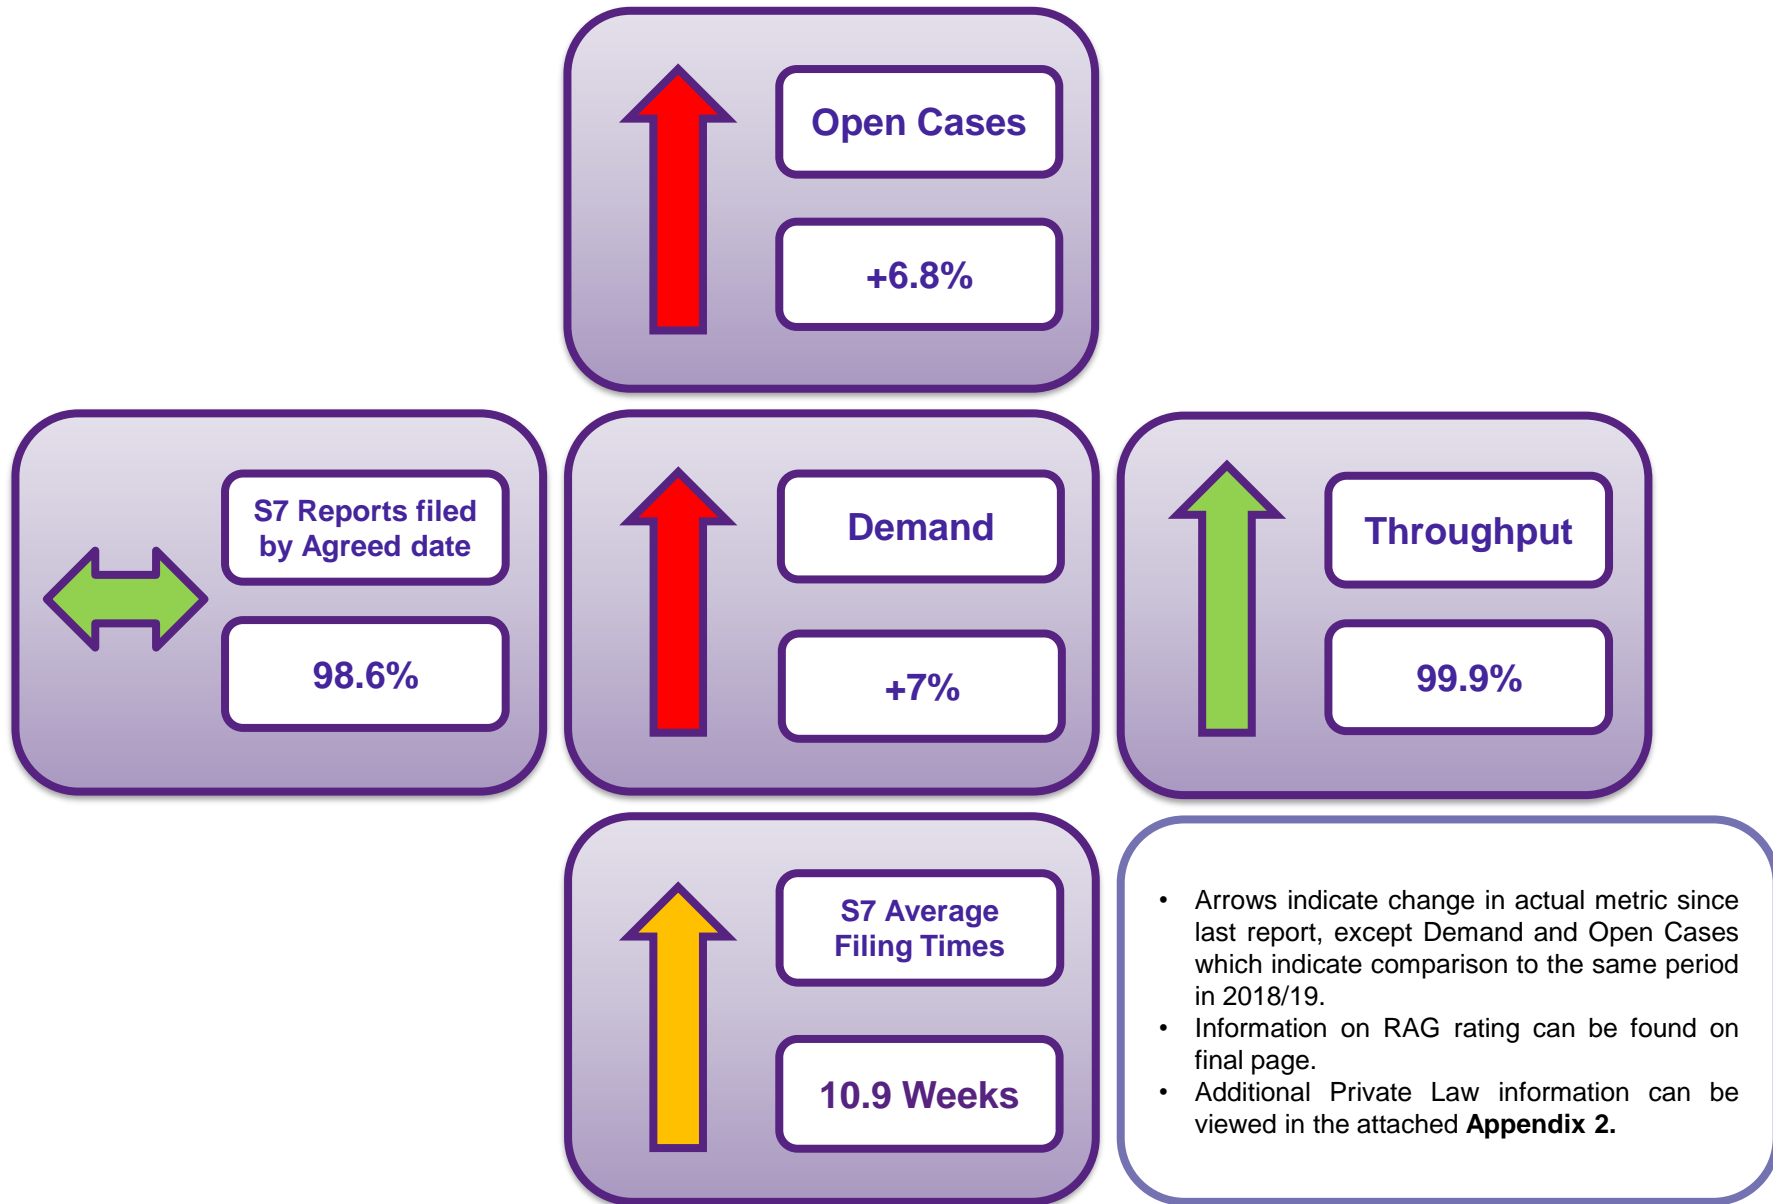 Open Cases
+6.8%
S7 Reports filed
by Agreed date
98.6%
Demand
+7%
Throughput
99.9%
S7 Average
Filing Times
10.9 Weeks
• Arrows indicate change in actual metric since
last report, except Demand and Open Cases
which indicate comparison to the same period
in 2018/19.
• Information on RAG rating can be found on
final page.
• Additional Private Law information can be
viewed in the attached Appendix 2.